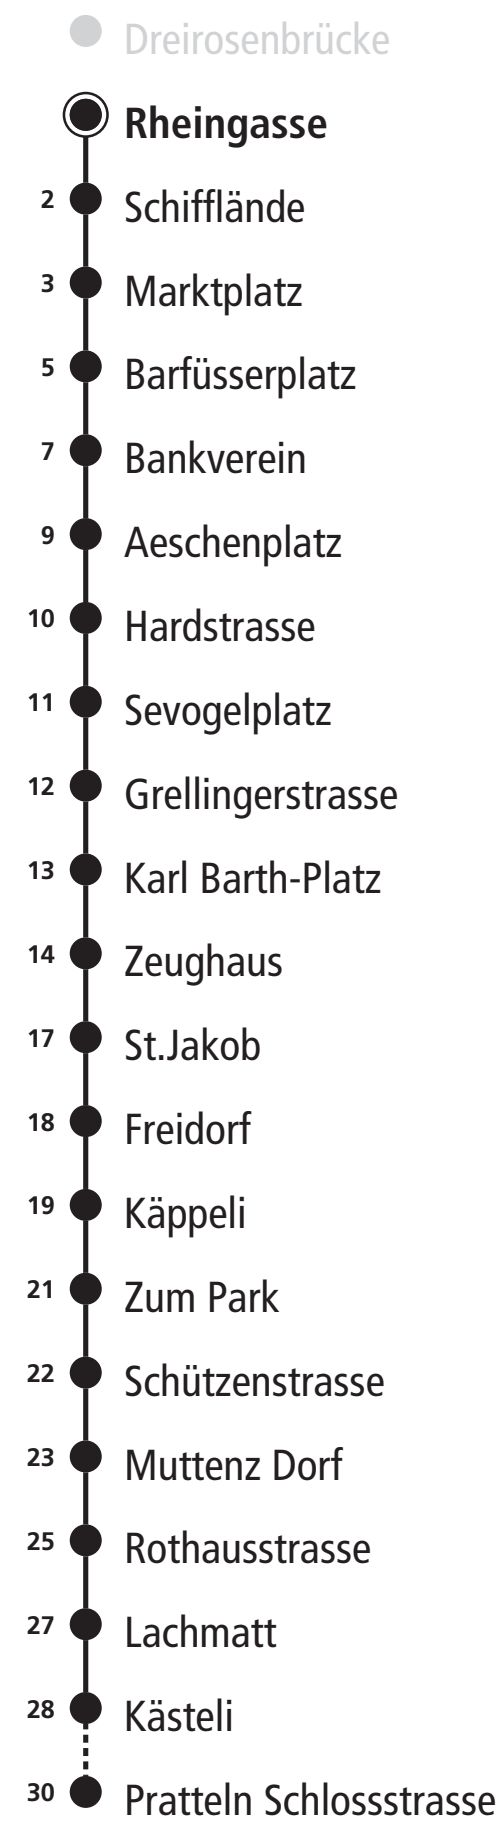 Dreirosenbrücke
Rheingasse
2 Schifflände
3 Marktplatz
5 Barfüsserplatz
7 Bankverein
9 Aeschenplatz
10 Hardstrasse
11 Sevogelplatz
12 Grellingerstrasse
13 Karl Barth-Platz
14 Zeughaus
17 St.Jakob
18 Freidorf
19 Käppeli
21 Zum Park
22 Schützenstrasse
23 Muttenz Dorf
25 Rothausstrasse
27 Lachmatt
28 Kästeli
30 Pratteln Schlossstrasse